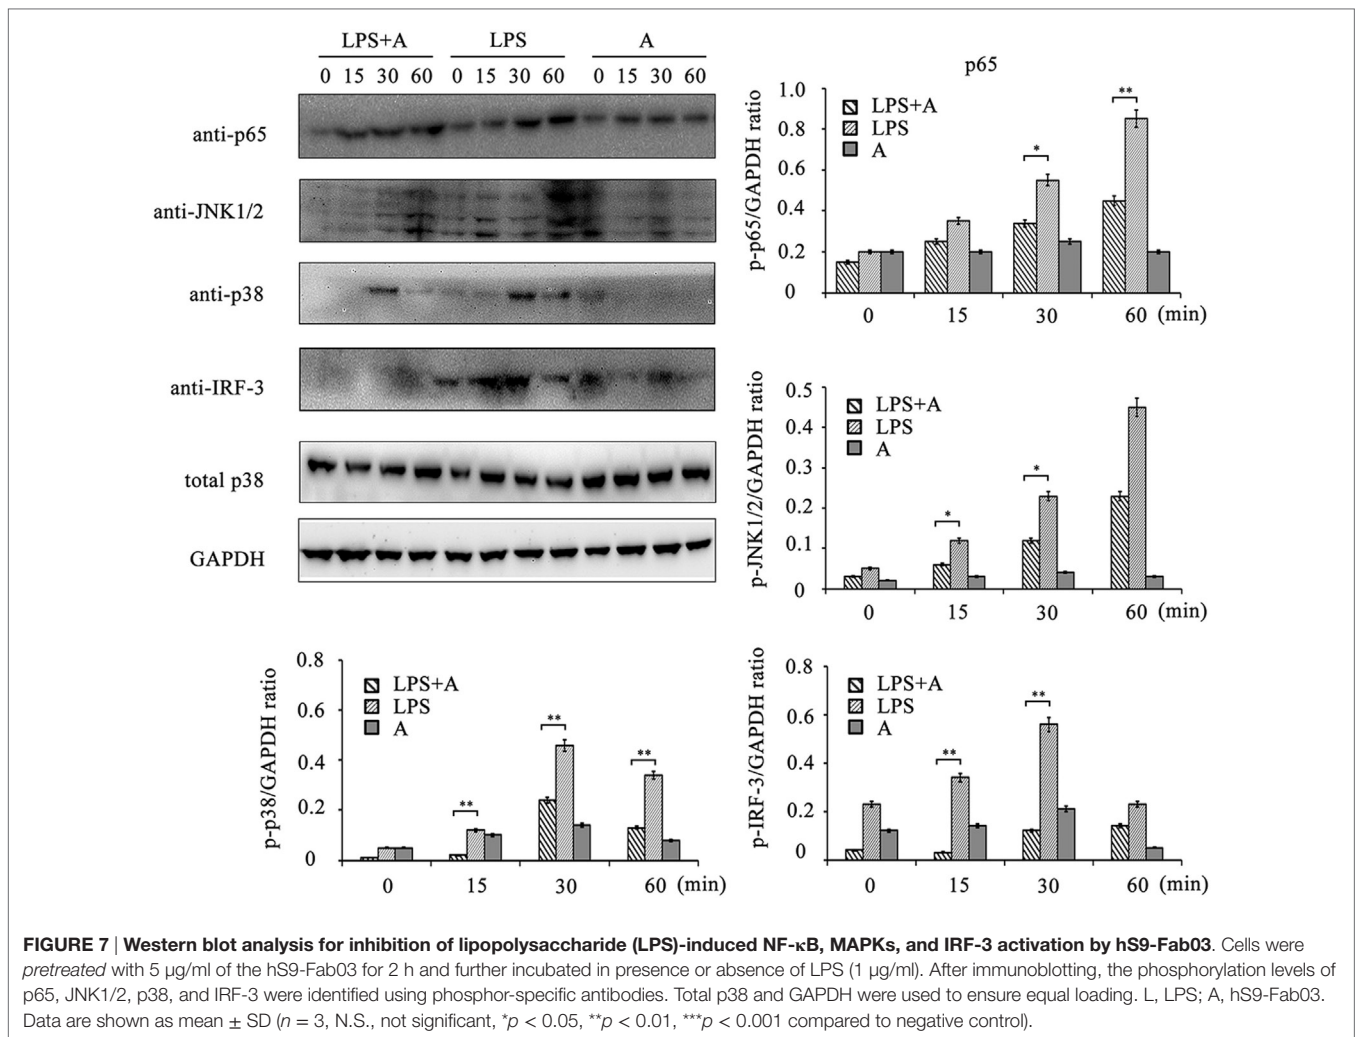 LPS+A LPS A
0 15 30 60 0 15 30 60 0 15 30 60
anti-p65
anti-JNK1/2
anti-p38
anti-IRF-3
total p38
GAPDH
p65
p-p65/GAPDH ratio
1.0
0.8
0.6
0.4
0.2
0
LPS+A
LPS
A
*
**
0 15 30 60 (min)
p-JNK1/2/GAPDH ratio
0.5
0.4
0.3
0.2
0.1
0
LPS+A
LPS
A
*
*
0 15 30 60 (min)
p-p38/GAPDH ratio
0.8
0.6
0.4
0.2
0
LPS+A
LPS
A
**
**
**
0 15 30 60 (min)
p-IRF-3/GAPDH ratio
0.8
0.6
0.4
0.2
0
LPS+A
LPS
A
**
**
0 15 30 60 (min)
FIGURE 7 | Western blot analysis for inhibition of lipopolysaccharide (LPS)-induced NF-κB, MAPKs, and IRF-3 activation by hS9-Fab03. Cells were
pretreated with 5 μg/ml of the hS9-Fab03 for 2 h and further incubated in presence or absence of LPS (1 μg/ml). After immunoblotting, the phosphorylation levels of
p65, JNK1/2, p38, and IRF-3 were identified using phosphor-specific antibodies. Total p38 and GAPDH were used to ensure equal loading. L, LPS; A, hS9-Fab03.
Data are shown as mean ± SD (n = 3, N.S., not significant, *p < 0.05, **p < 0.01, ***p < 0.001 compared to negative control).